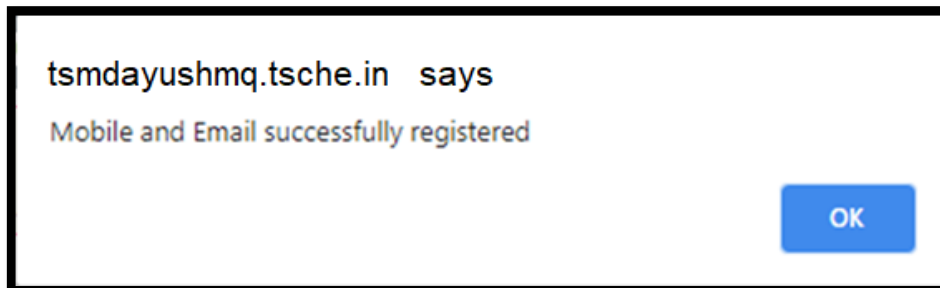 tsmdayushmq.tsche.in says
Mobile and Email successfully registered
OK